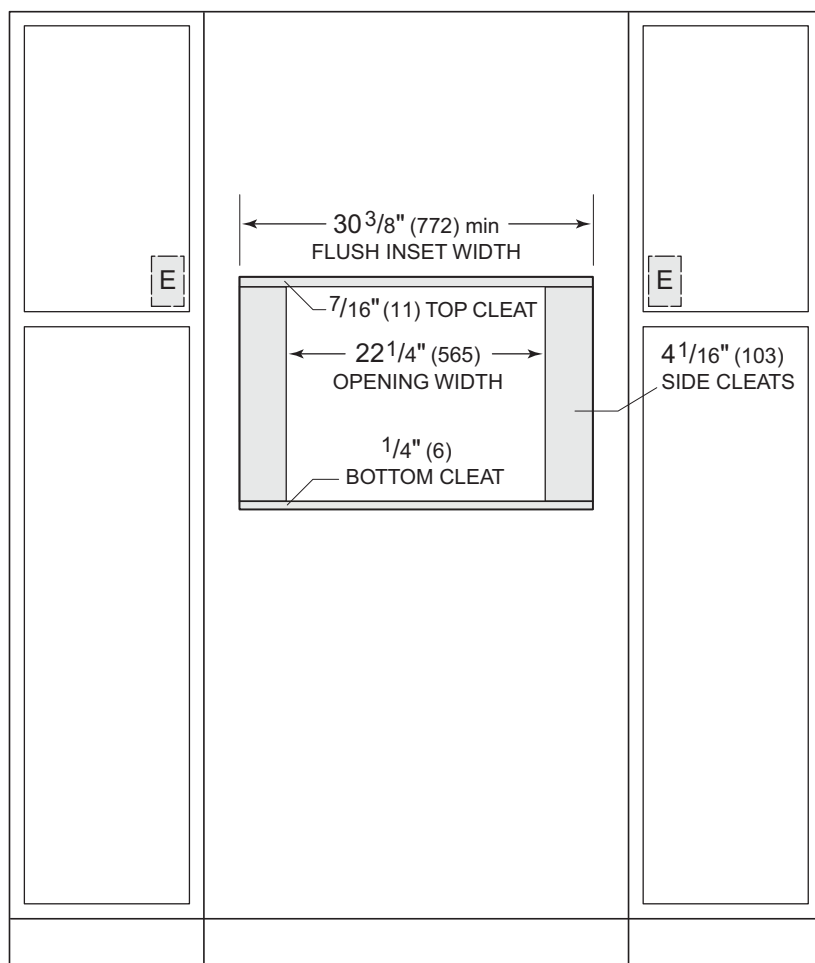 30 3/8" (772) min
FLUSH INSET WIDTH
E
E
7/16" (11) TOP CLEAT
22 1/4" (565)
OPENING WIDTH
4 1/16" (103)
SIDE CLEATS
1/4" (6)
BOTTOM CLEAT